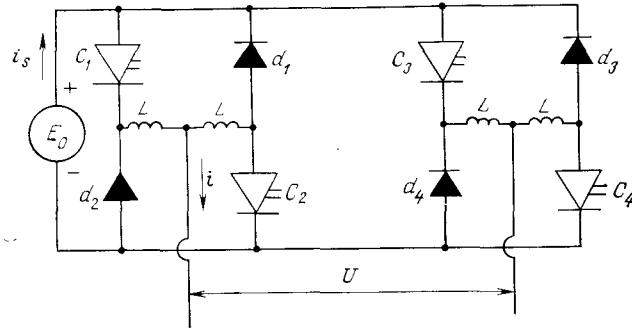 i_s
C_1
d_1
C_3
d_3
+
L L
L L
E_0
-
d_2
i
C_2
d_4
C_4
U